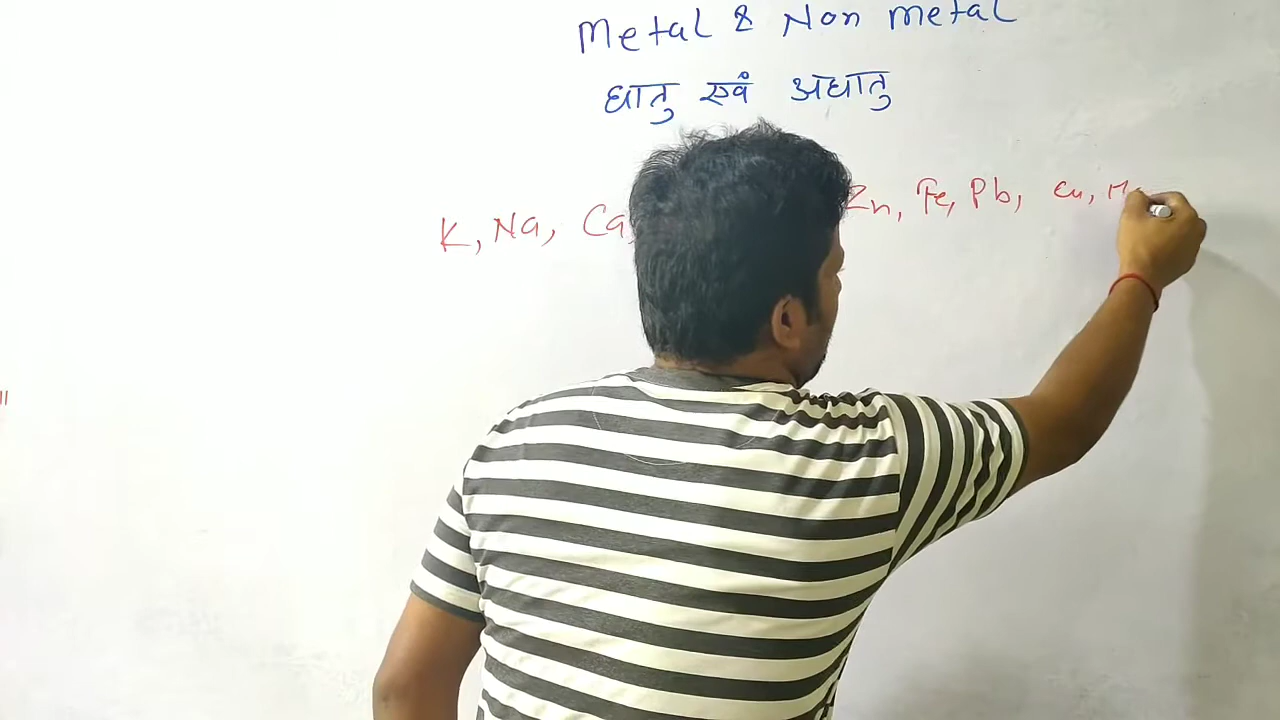 Metal & Non metal
धातु एवं अधातु
K, Na, Ca, Zn, Fe, Pb, Cu,